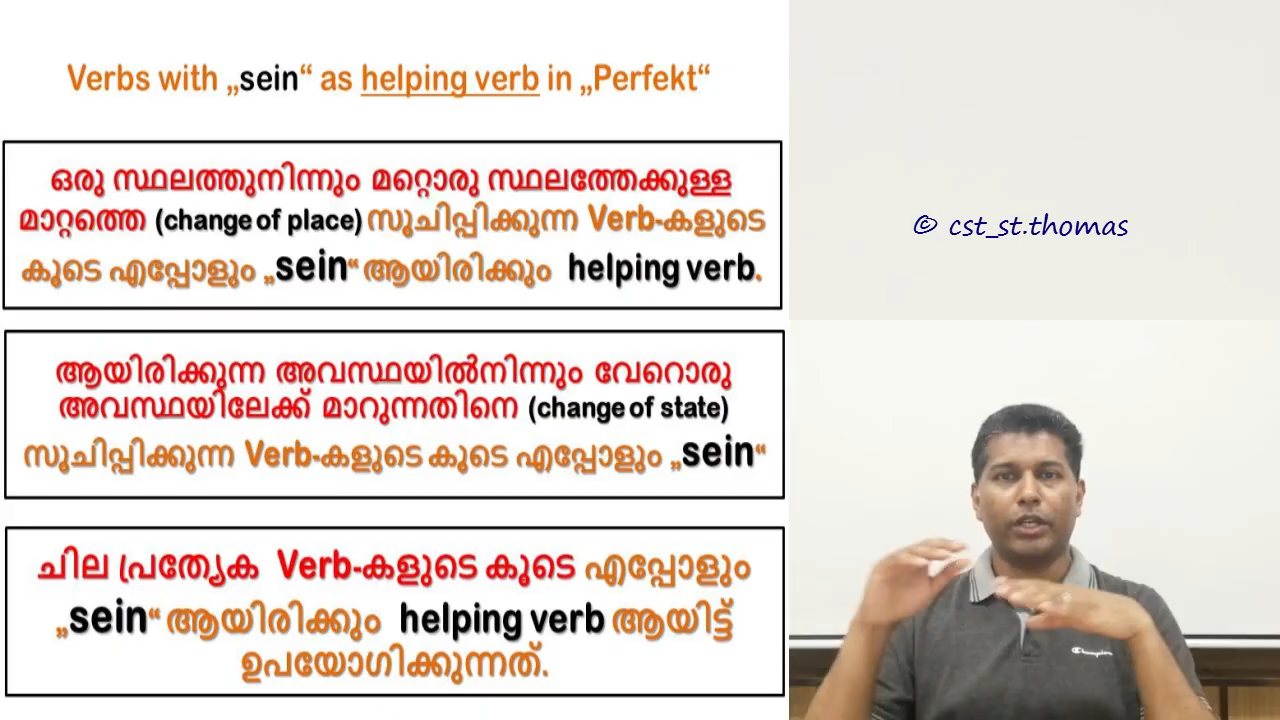 Verbs with „sein“ as helping verb in „Perfekt“
ഒരു സ്ഥലത്തുനിന്നും മറ്റൊരു സ്ഥലത്തേക്കുള്ള
മാറ്റത്തെ (change of place) സൂചിപ്പിക്കുന്ന Verb-കളുടെ
കൂടെ എപ്പോളും „sein“ ആയിരിക്കും helping verb.
ആയിരിക്കുന്ന അവസ്ഥയിൽനിന്നും വേറൊരു
അവസ്ഥയിലേക്ക് മാറുന്നതിനെ (change of state)
സൂചിപ്പിക്കുന്ന Verb-കളുടെ കൂടെ എപ്പോളും „sein“
ചില പ്രത്യേക Verb-കളുടെ കൂടെ എപ്പോളും
„sein“ ആയിരിക്കും helping verb ആയിട്ട്
ഉപയോഗിക്കുന്നത്.
© cst_st.thomas
Champion